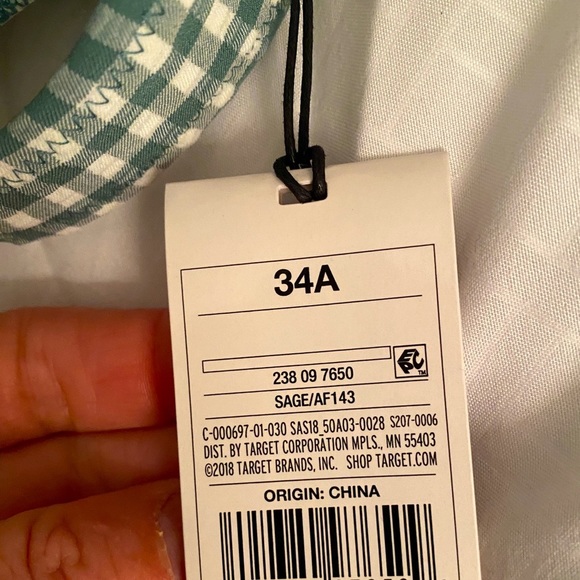 34A
238 09 7650
SAGE/AF143
C-000697-01-030 SAS18_50A03-0028 S207-0006
DIST. BY TARGET CORPORATION MPLS., MN 55403
©2018 TARGET BRANDS, INC. SHOP TARGET.COM
ORIGIN: CHINA